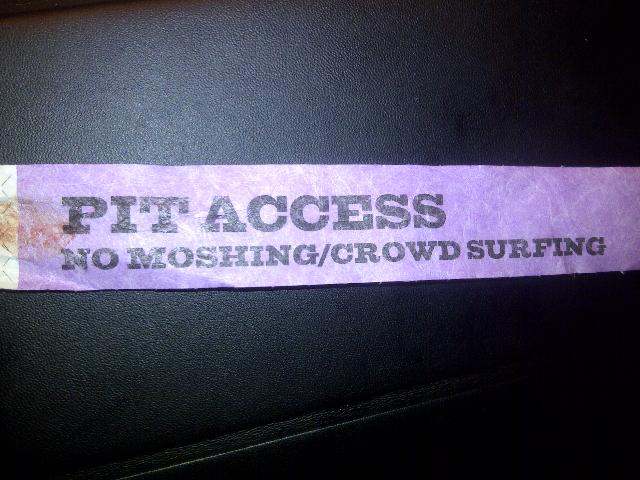 PIT ACCESS
NO MOSHING/CROWD SURFING